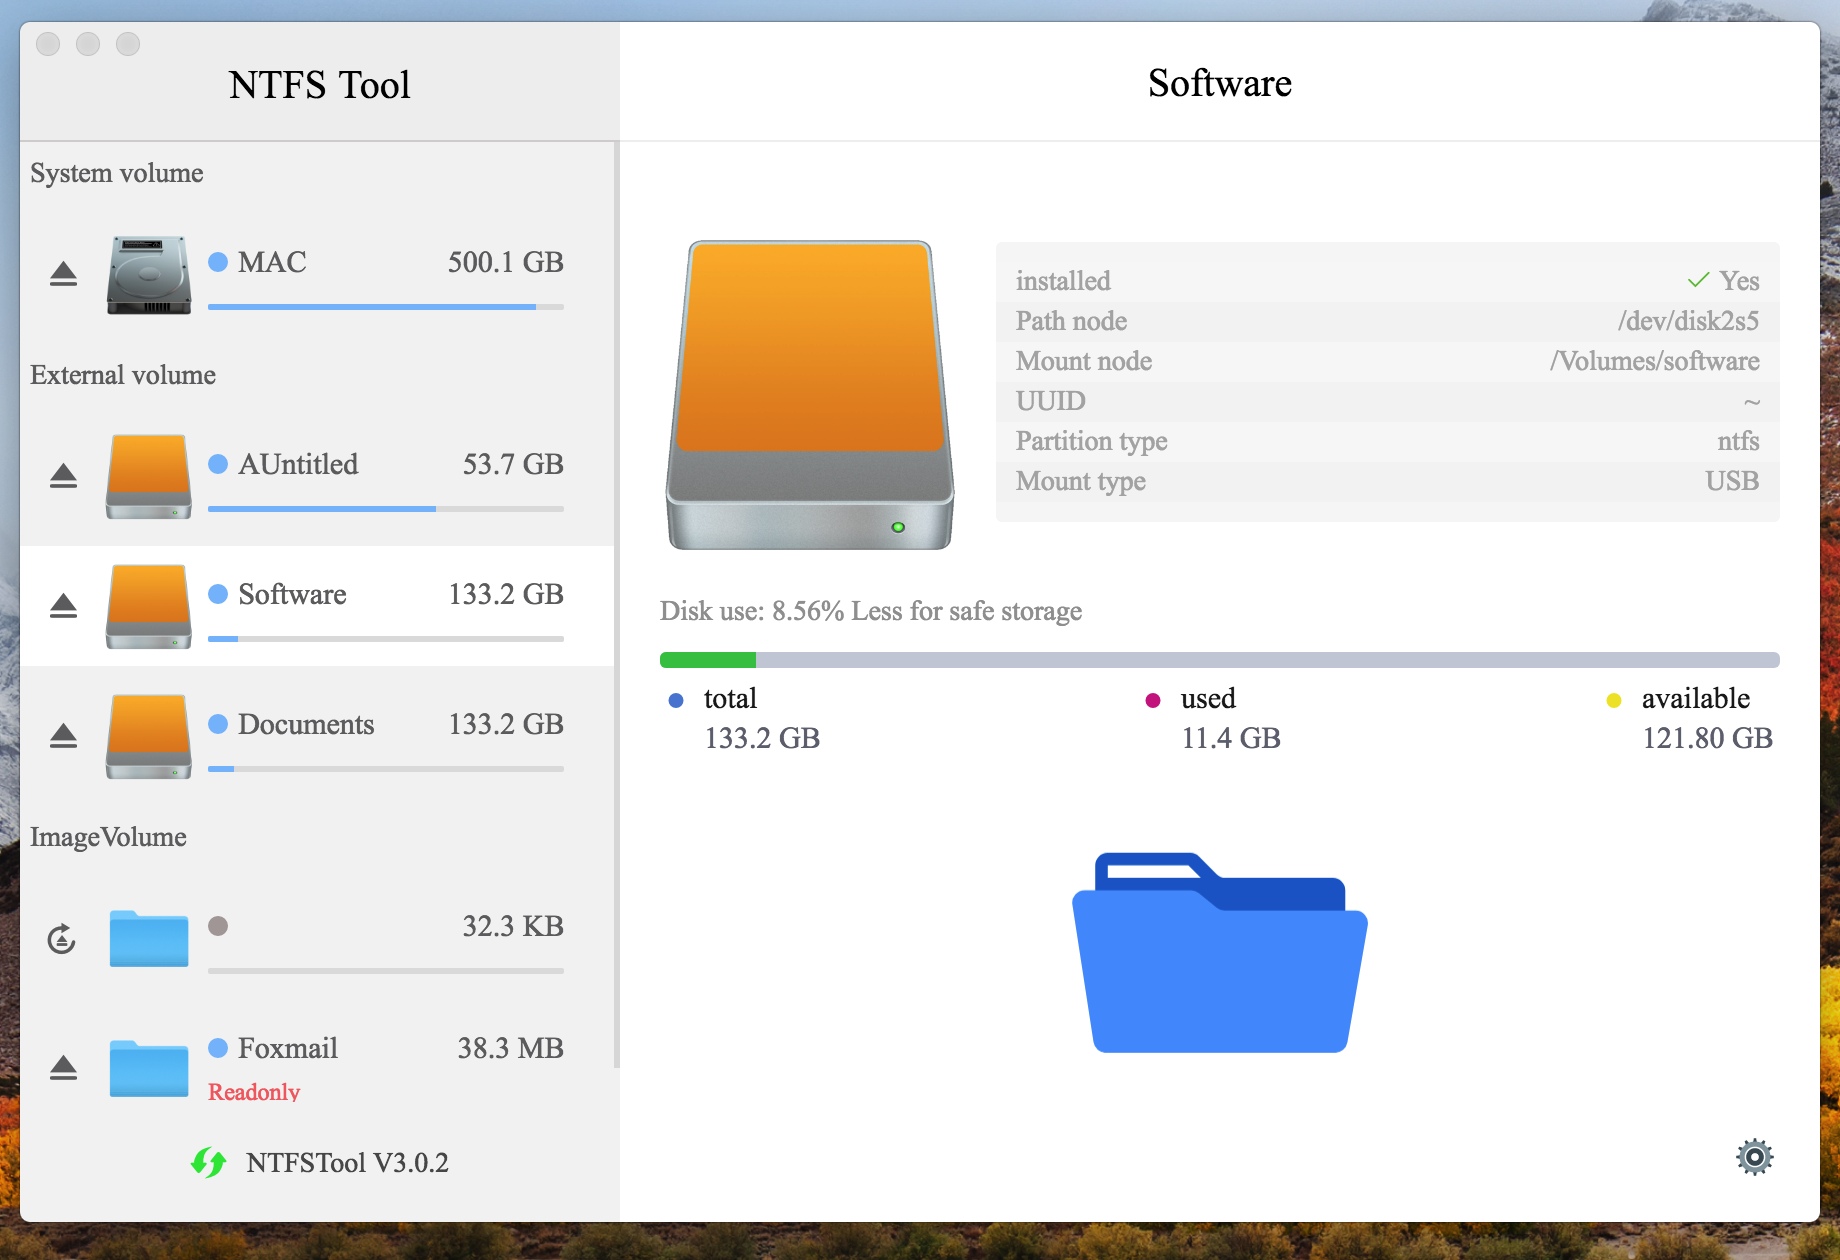 NTFS Tool
System volume
MAC 500.1 GB
External volume
AUntitled 53.7 GB
Software 133.2 GB
Documents 133.2 GB
ImageVolume
32.3 KB
Foxmail 38.3 MB
Readonly
NTFSTool V3.0.2
Software
installed Yes
Path node /dev/disk2s5
Mount node /Volumes/software
UUID ~
Partition type ntfs
Mount type USB
Disk use: 8.56% Less for safe storage
total used available
133.2 GB 11.4 GB 121.80 GB